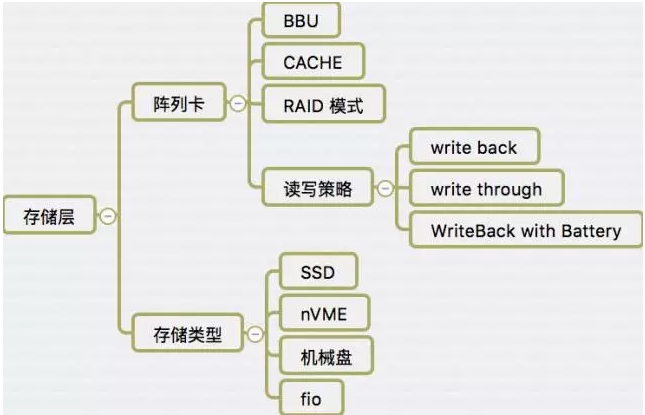 BBU
CACHE
阵列卡
RAID 模式
write back
读写策略
write through
存储层
WriteBack with Battery
SSD
nVME
存储类型
机械盘
fio